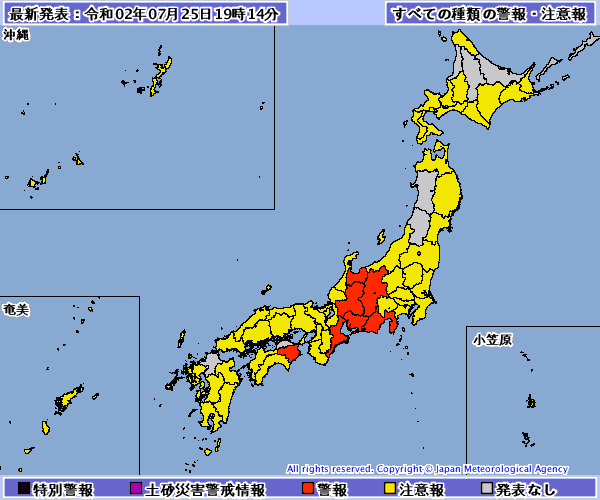 最新発表：令和02年07月25日19時14分
すべての種類の警報・注意報
沖縄
奄美
小笠原
All rights reserved. Copyright © Japan Meteorological Agency
特別警報 土砂災害警戒情報 警報 注意報 発表なし